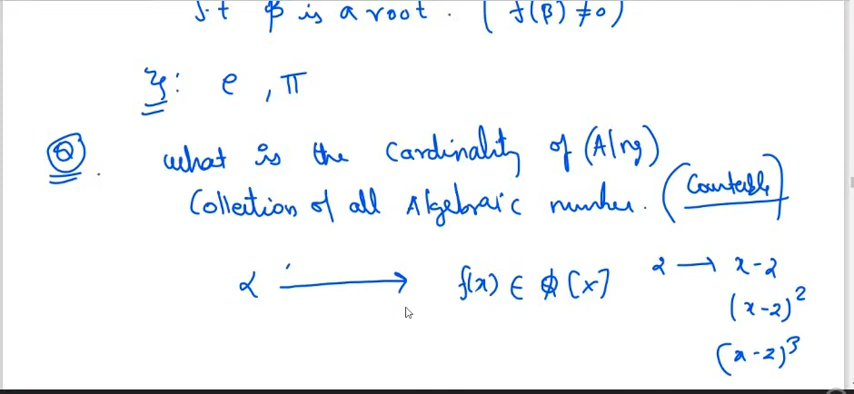 s.t β is a root. ( f(β) ≠ 0 )
Eg: e , π
Q. what is the cardinality of (Alng)
Collection of all Algebraic number. (Countable)
α → f(x) ∈ Q[x] 2 → x-2
(x-2)²
(x-2)³